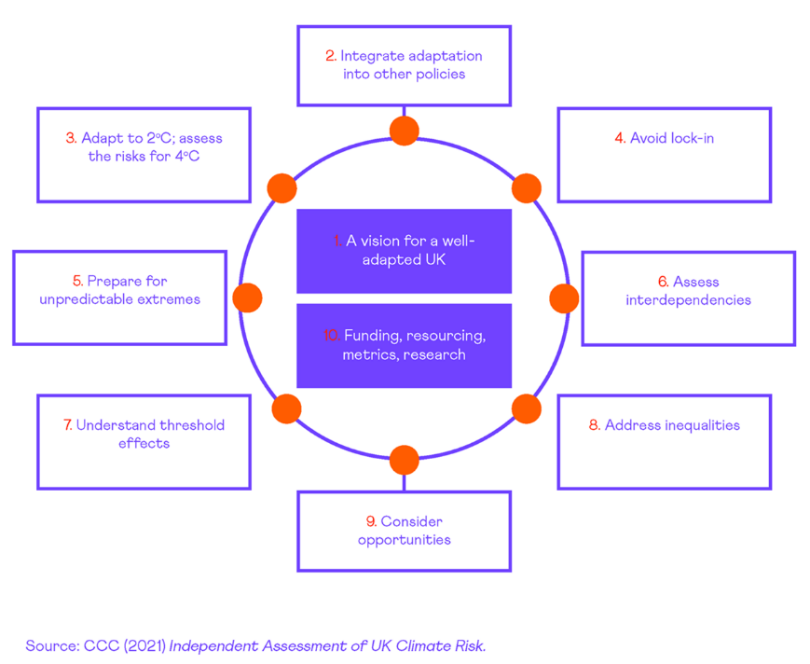 2. Integrate adaptation
into other policies
3. Adapt to 2°C; assess
the risks for 4°C
4. Avoid lock-in
1. A vision for a well-
adapted UK
5. Prepare for
unpredictable extremes
6. Assess
interdependencies
10. Funding, resourcing,
metrics, research
7. Understand threshold
effects
8. Address inequalities
9. Consider
opportunities
Source: CCC (2021) Independent Assessment of UK Climate Risk.